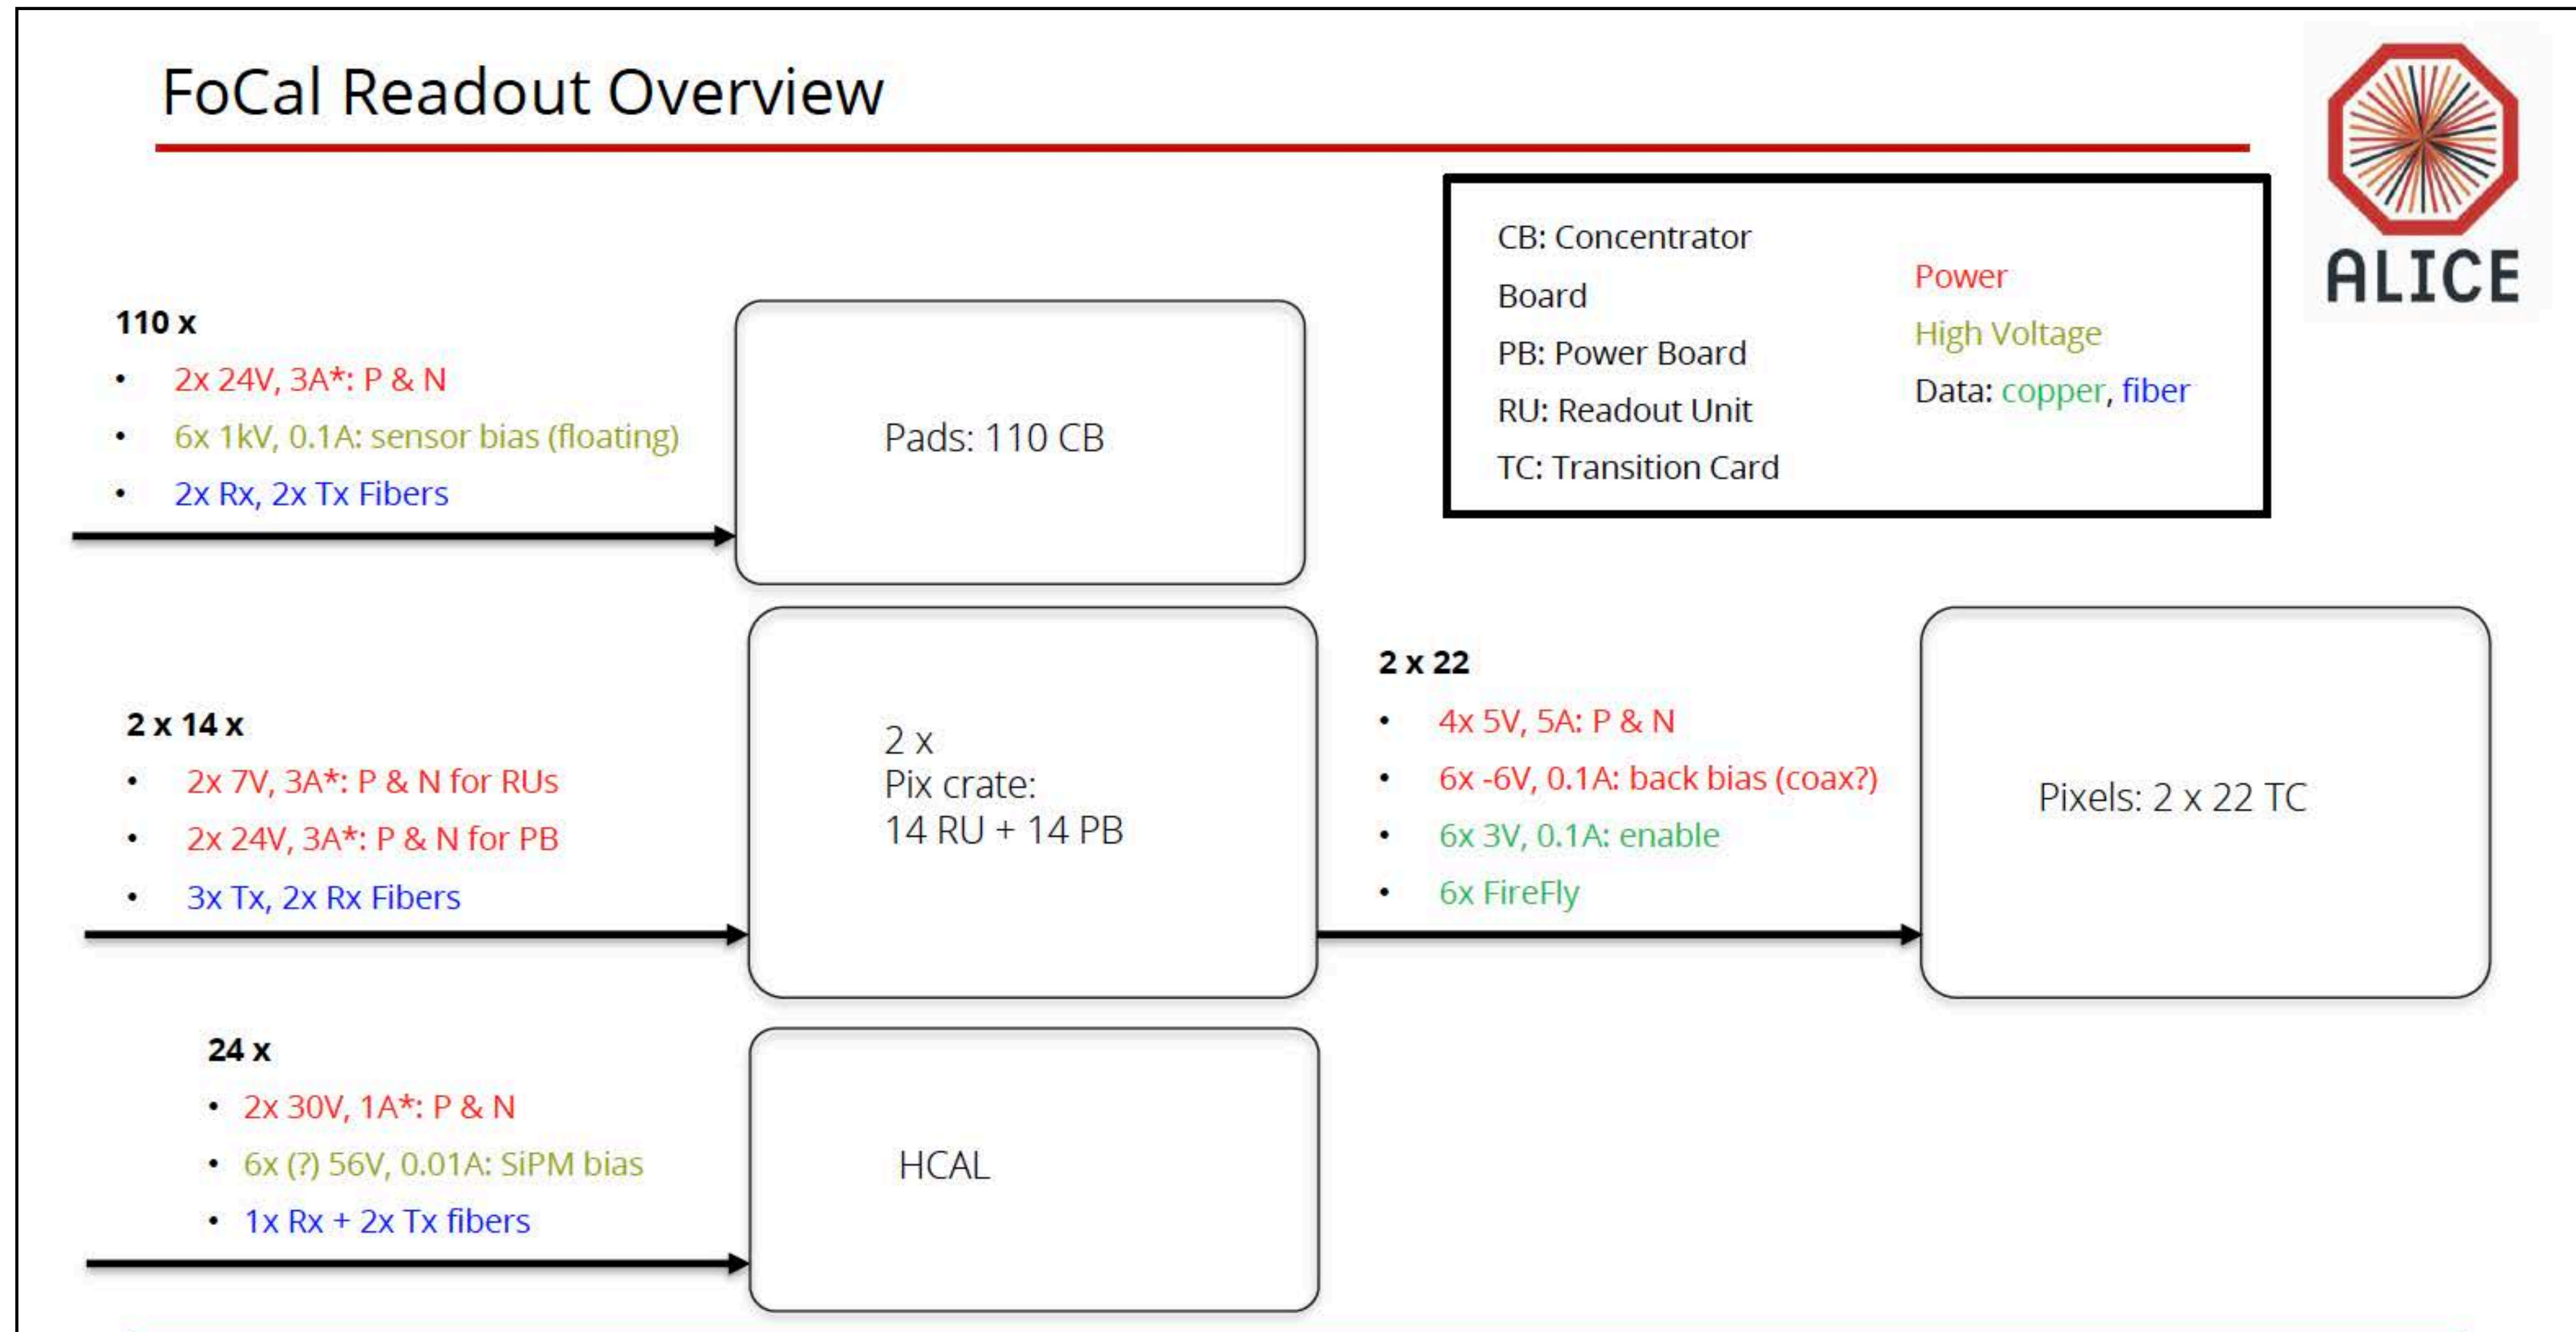 FoCal Readout Overview
ALICE
CB: Concentrator
Board
PB: Power Board
RU: Readout Unit
TC: Transition Card
Power
High Voltage
Data: copper, fiber
110 x
• 2x 24V, 3A*: P & N
• 6x 1kV, 0.1A: sensor bias (floating)
• 2x Rx, 2x Tx Fibers
Pads: 110 CB
2 x 14 x
• 2x 7V, 3A*: P & N for RUs
• 2x 24V, 3A*: P & N for PB
• 3x Tx, 2x Rx Fibers
2 x
Pix crate:
14 RU + 14 PB
2 x 22
• 4x 5V, 5A: P & N
• 6x -6V, 0.1A: back bias (coax?)
• 6x 3V, 0.1A: enable
• 6x FireFly
Pixels: 2 x 22 TC
24 x
• 2x 30V, 1A*: P & N
• 6x (?) 56V, 0.01A: SiPM bias
• 1x Rx + 2x Tx fibers
HCAL